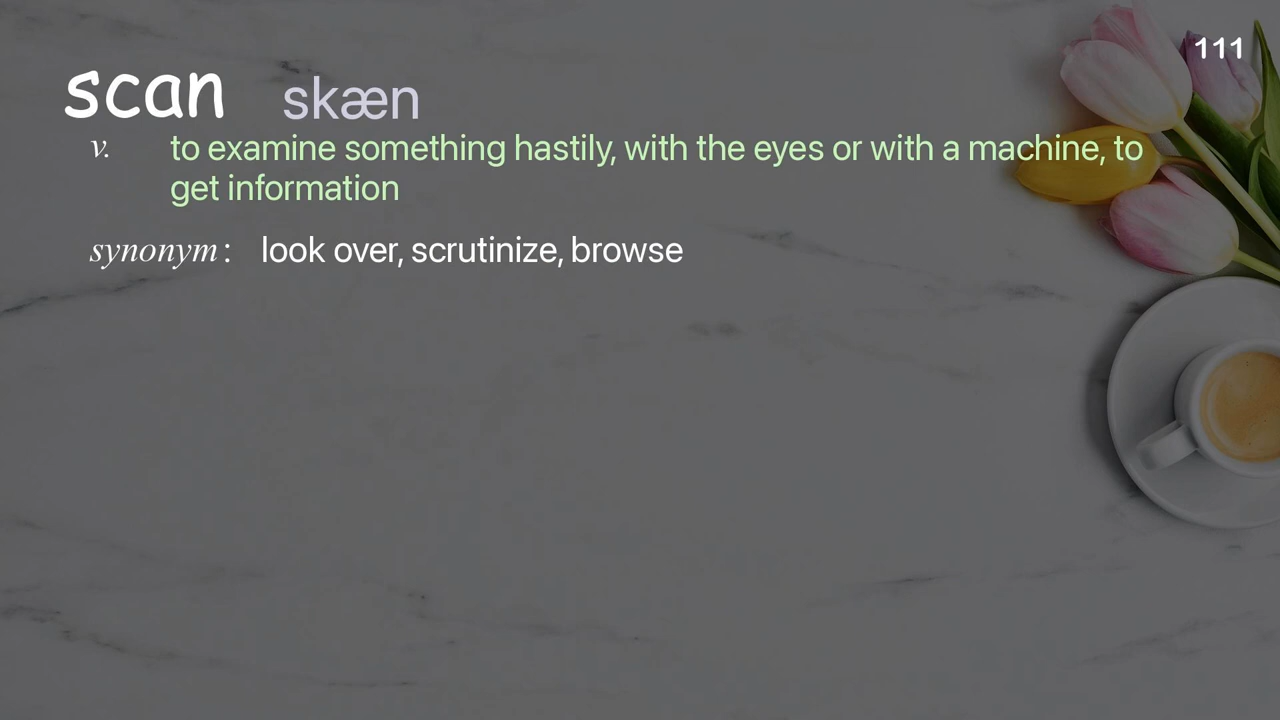 111
scan skæn
v. to examine something hastily, with the eyes or with a machine, to
get information
synonym: look over, scrutinize, browse